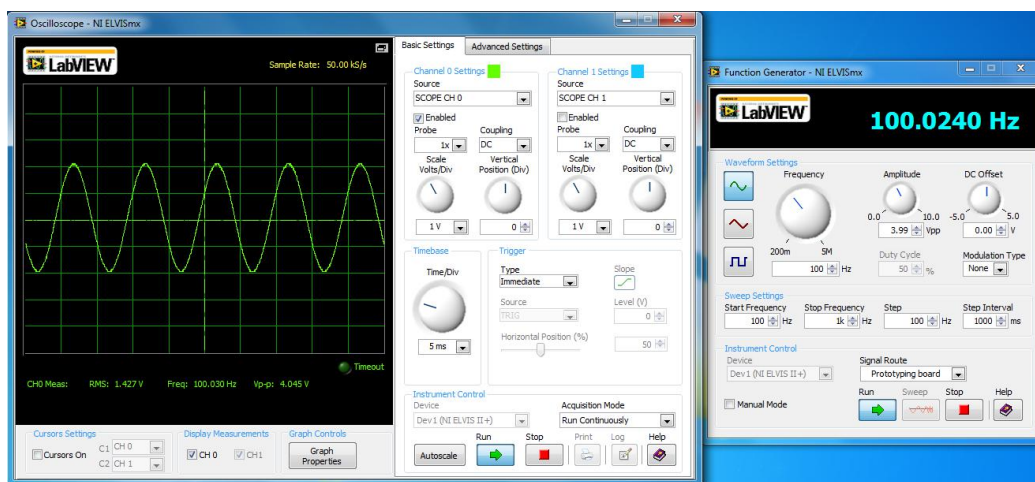 Oscilloscope - NI ELVISmx
LabVIEW
Sample Rate: 50.00 kS/s
Timeout
CH0 Meas: RMS: 1.427 V Freq: 100.030 Hz Vp-p: 4.045 V
Cursors Settings
Cursors On
C1 CH 0
C2 CH 1
Display Measurements
CH 0 CH1
Graph Controls
Graph
Properties
Basic Settings Advanced Settings
Channel 0 Settings
Source
SCOPE CH 0
Enabled
Probe Coupling
1x DC
Scale Vertical
Volts/Div Position (Div)
1 V 0
Channel 1 Settings
Source
SCOPE CH 1
Enabled
Probe Coupling
1x DC
Scale Vertical
Volts/Div Position (Div)
1 V 0
Timebase
Time/Div
5 ms
Trigger
Type Slope
Immediate
Source Level (V)
TRIG 0
Horizontal Position (%)
50
Instrument Control
Device Acquisition Mode
Dev1 (NI ELVIS II+) Run Continuously
Run Stop Print Log Help
Autoscale
Function Generator - NI ELVISmx
LabVIEW
100.0240 Hz
Waveform Settings
Frequency Amplitude DC Offset
0.0 10.0 -5.0 5.0
3.99 Vpp 0.00 V
200m 5M
Duty Cycle Modulation Type
100 Hz 50 % None
Sweep Settings
Start Frequency Stop Frequency Step Step Interval
100 Hz 1k Hz 100 Hz 1000 ms
Instrument Control
Device Signal Route
Dev1 (NI ELVIS II+) Prototyping board
Run Sweep Stop Help
Manual Mode